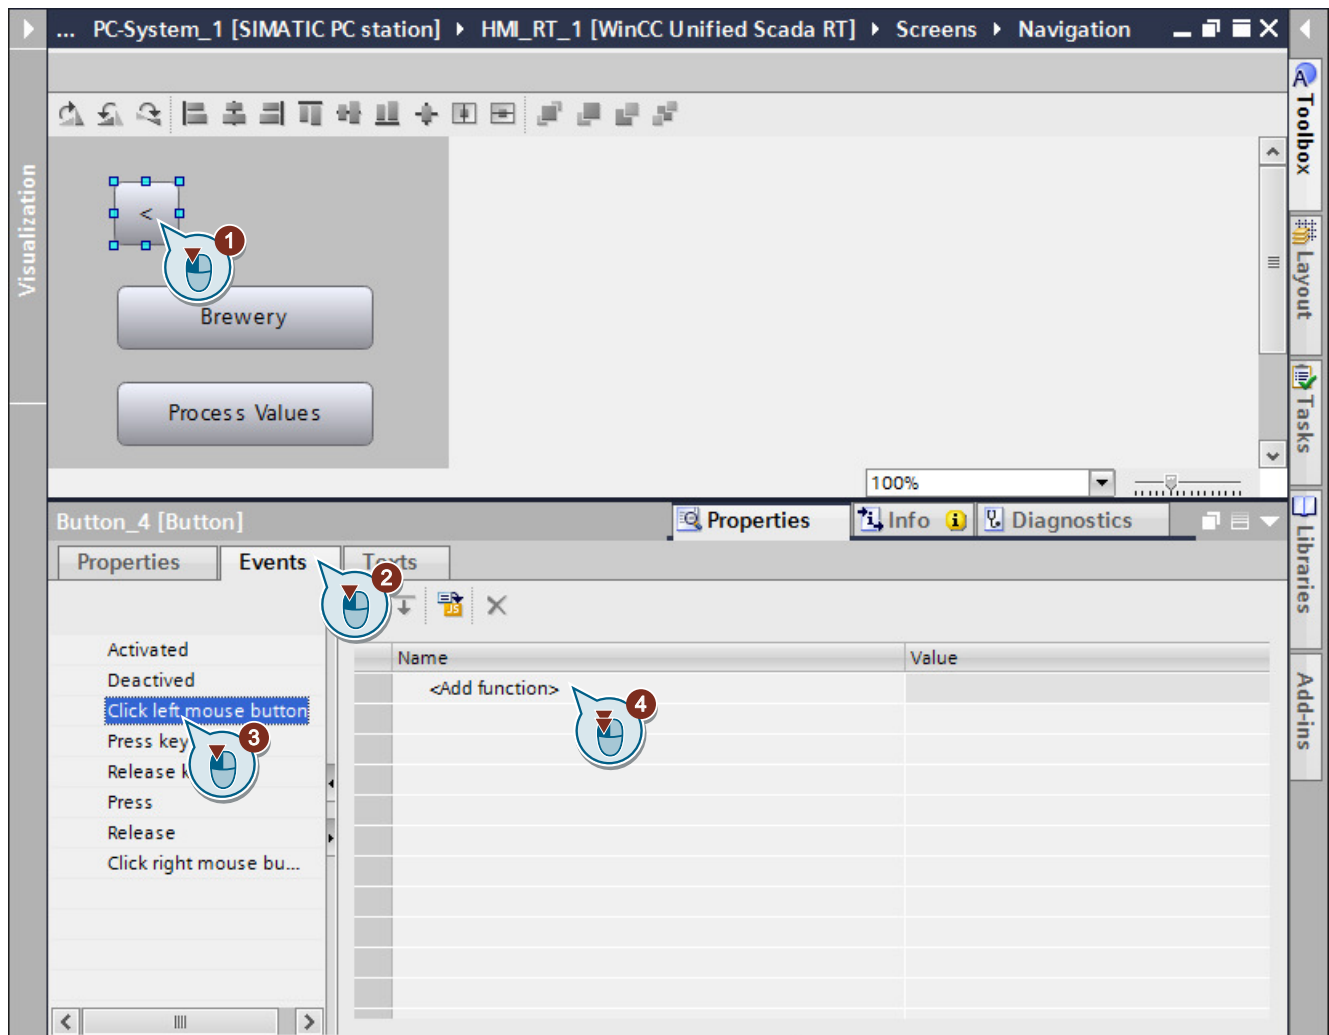 ... PC-System_1 [SIMATIC PC station] HMI_RT_1 [WinCC Unified Scada RT] Screens Navigation
Visualization
Toolbox
Layout
Tasks
Libraries
Add-ins
<
1
Brewery
Process Values
100%
Button_4 [Button]
Properties
Info
Diagnostics
Properties
Events
Texts
2
JS
Name
Value
<Add function>
4
Activated
Deactived
Click left mouse button
Press key
3
Release k
Press
Release
Click right mouse bu...